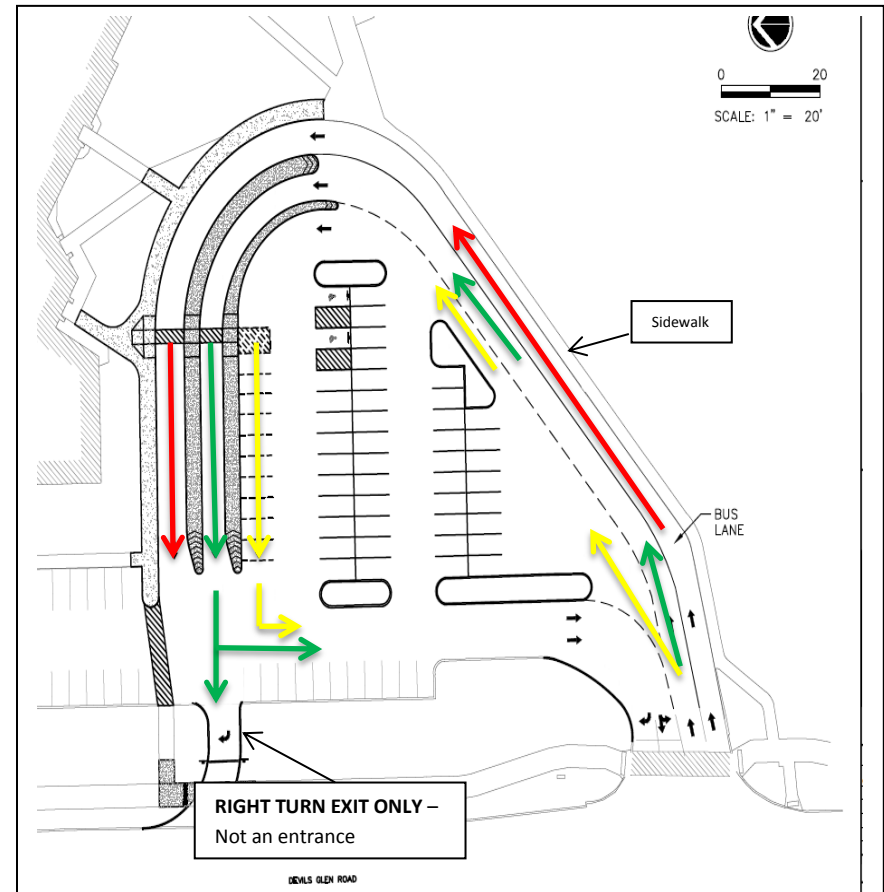 0 20
SCALE: 1" = 20'
Sidewalk
BUS
LANE
RIGHT TURN EXIT ONLY –
Not an entrance
DEVILS GLEN ROAD